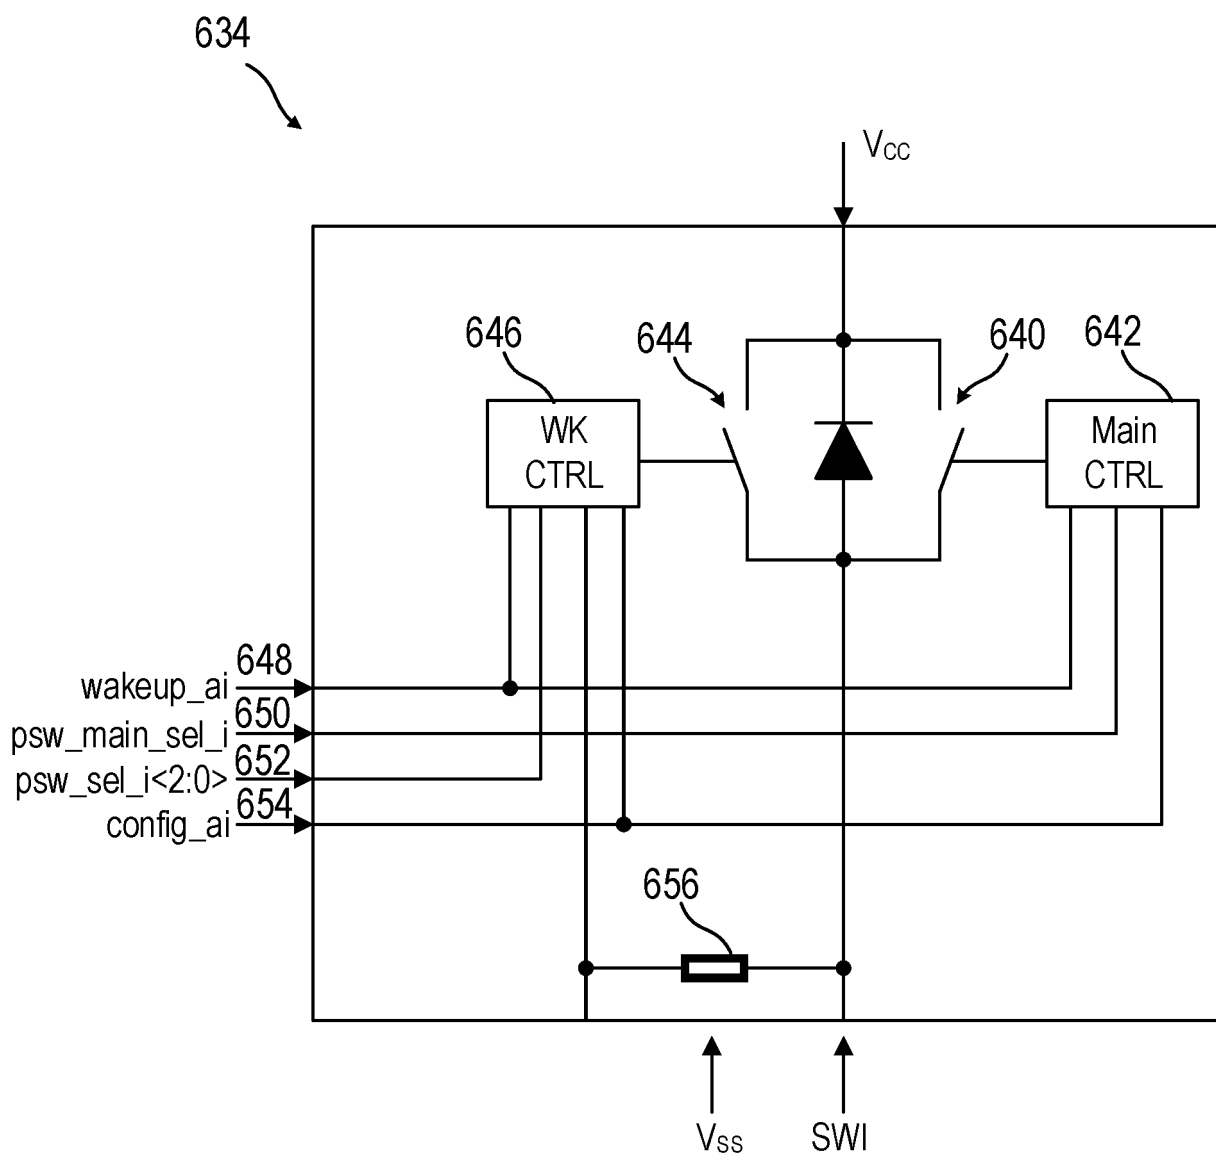 634
VCC
646
644
640
642
WK
CTRL
Main
CTRL
648
wakeup_ai
650
psw_main_sel_i
652
psw_sel_i<2:0>
654
config_ai
656
VSS
SWI